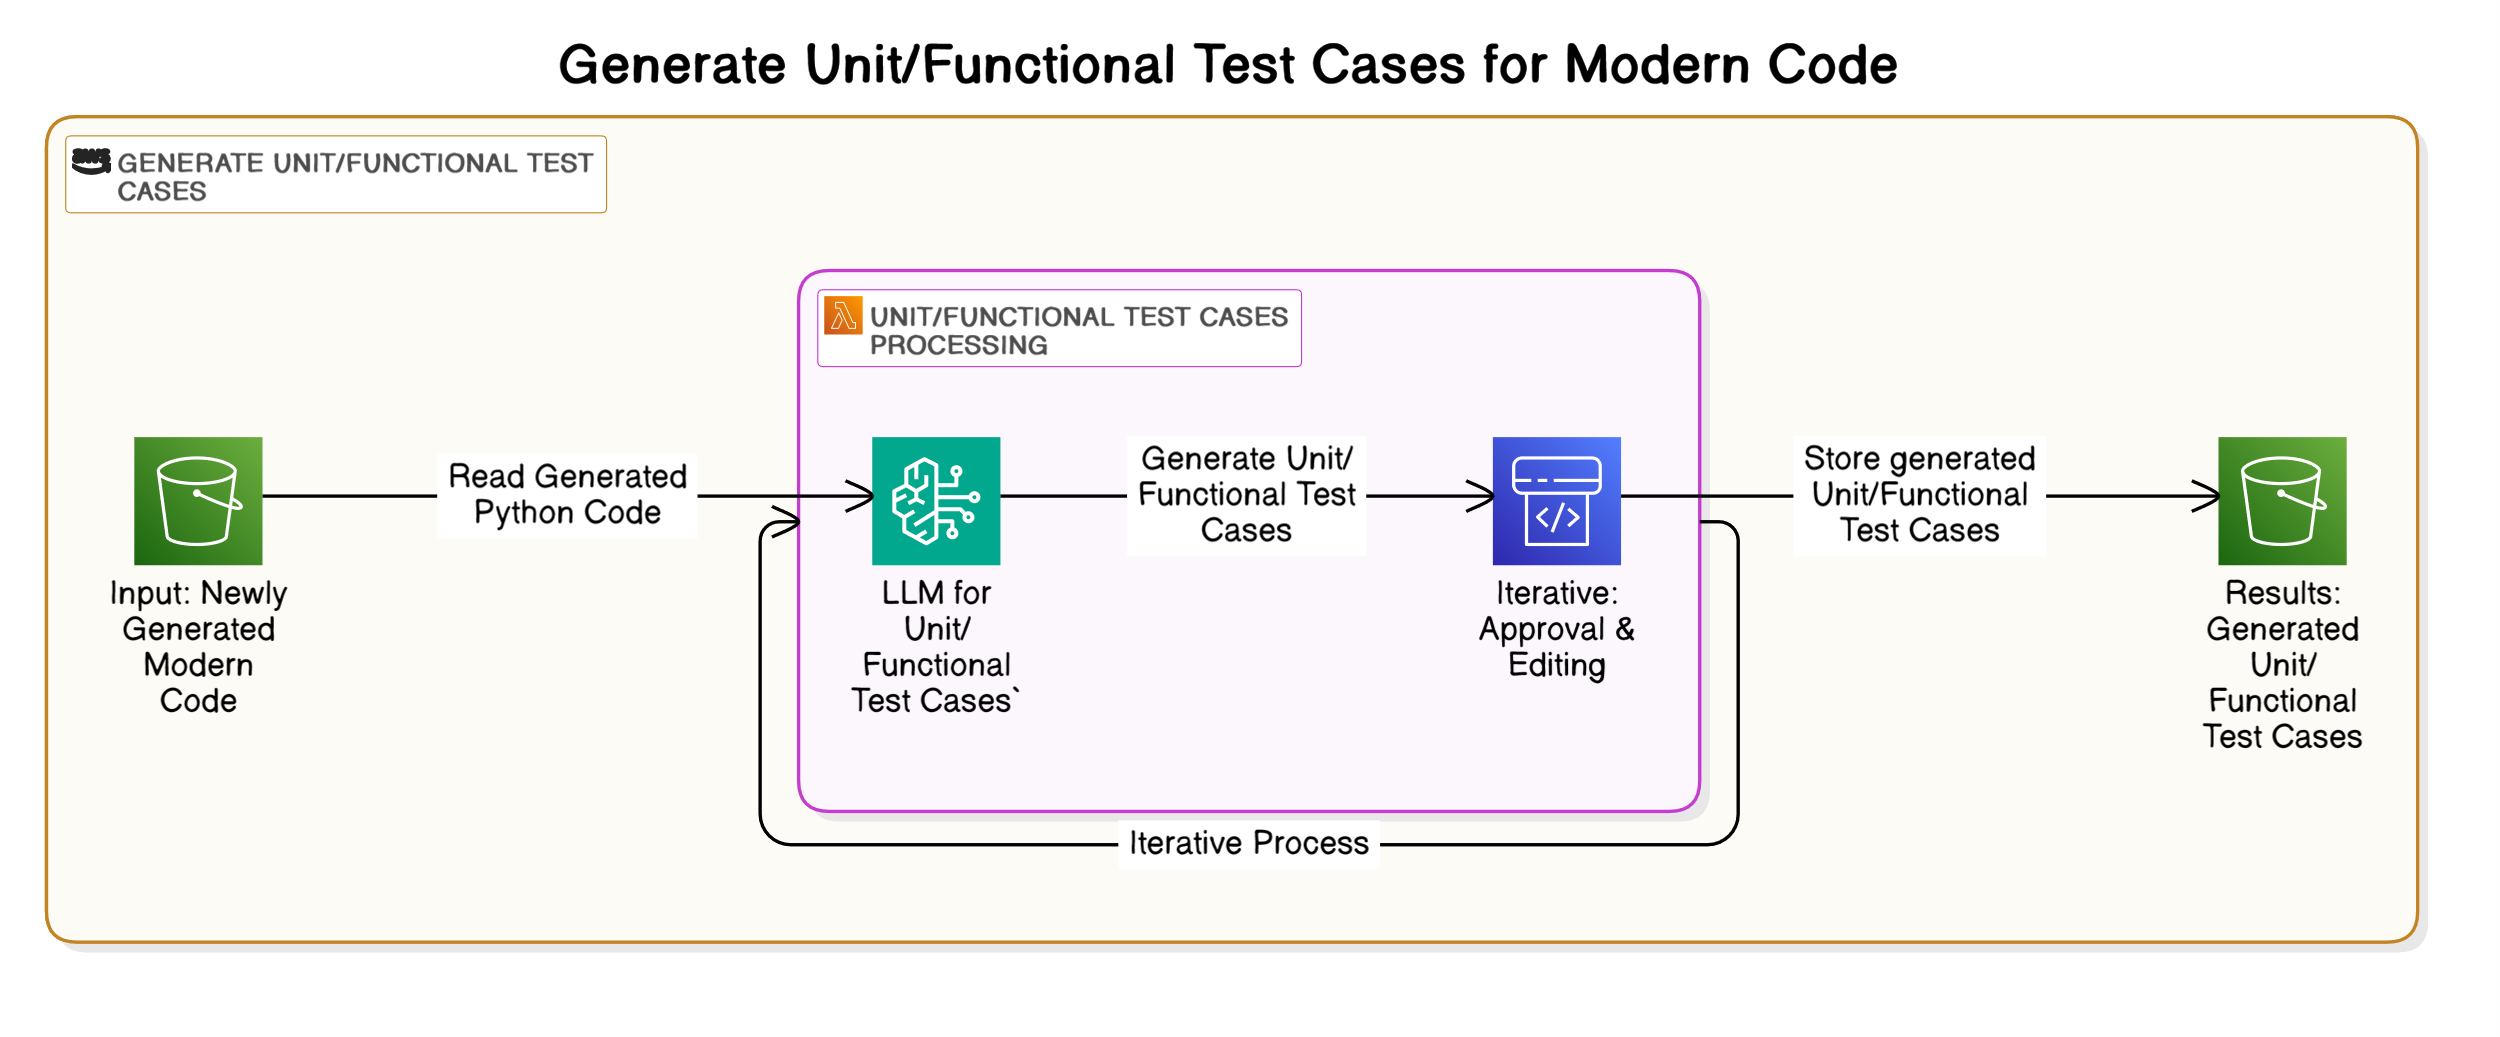 Generate Unit/Functional Test Cases for Modern Code
GENERATE UNIT/FUNCTIONAL TEST
CASES
UNIT/FUNCTIONAL TEST CASES
PROCESSING
Read Generated
Python Code
Generate Unit/
Functional Test
Cases
Store generated
Unit/Functional
Test Cases
Input: Newly
Generated
Modern
Code
LLM for
Unit/
Functional
Test Cases`
Iterative:
Approval &
Editing
Results:
Generated
Unit/
Functional
Test Cases
Iterative Process